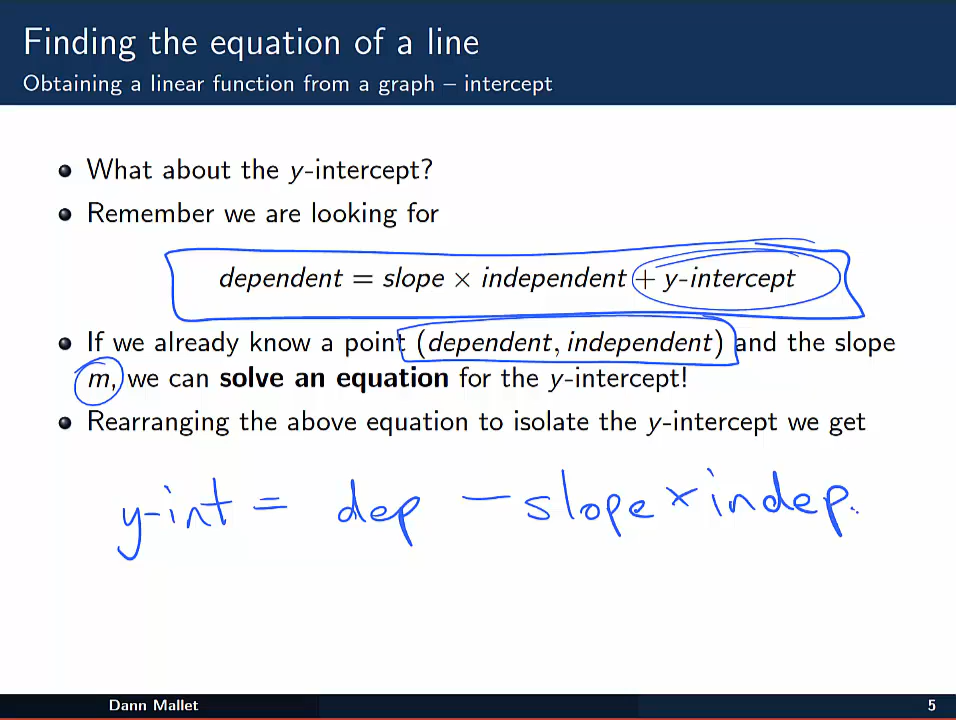 Finding the equation of a line
Obtaining a linear function from a graph – intercept
What about the y-intercept?
Remember we are looking for
dependent = slope × independent + y-intercept
If we already know a point (dependent, independent) and the slope
m, we can solve an equation for the y-intercept!
Rearranging the above equation to isolate the y-intercept we get
y-int = dep – slope × indep.
Dann Mallet 5